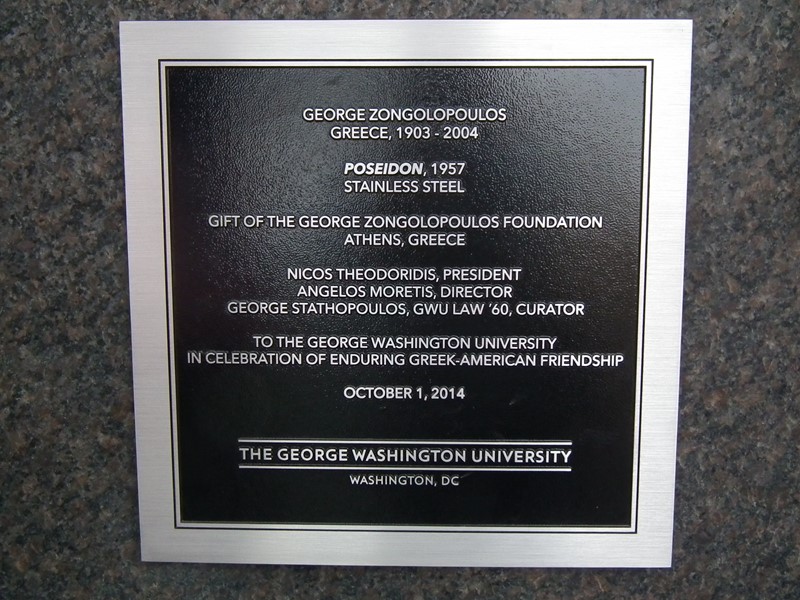 GEORGE ZONGOLOPOULOS
GREECE, 1903 - 2004
POSEIDON, 1957
STAINLESS STEEL
GIFT OF THE GEORGE ZONGOLOPOULOS FOUNDATION
ATHENS, GREECE
NICOS THEODORIDIS, PRESIDENT
ANGELOS MORETIS, DIRECTOR
GEORGE STATHOPOULOS, GWU LAW '60, CURATOR
TO THE GEORGE WASHINGTON UNIVERSITY
IN CELEBRATION OF ENDURING GREEK-AMERICAN FRIENDSHIP
OCTOBER 1, 2014
THE GEORGE WASHINGTON UNIVERSITY
WASHINGTON, DC